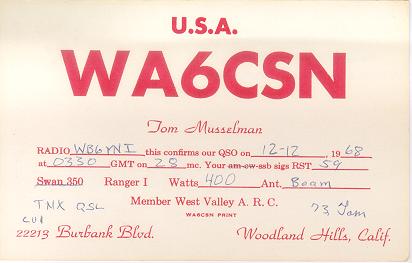 U.S.A.
WA6CSN
Tom Musselman
RADIO WB6YNI this confirms our QSO on 12-12, 1968
at 0330 GMT on 28 mc. Your am-cw-ssb sigs RST 59
Swan 350 Ranger I Watts 400 Ant. Beam
TNX QSL Member West Valley A. R. C. 73 Tom
CUL WA6CSN PRINT
22213 Burbank Blvd. Woodland Hills, Calif.